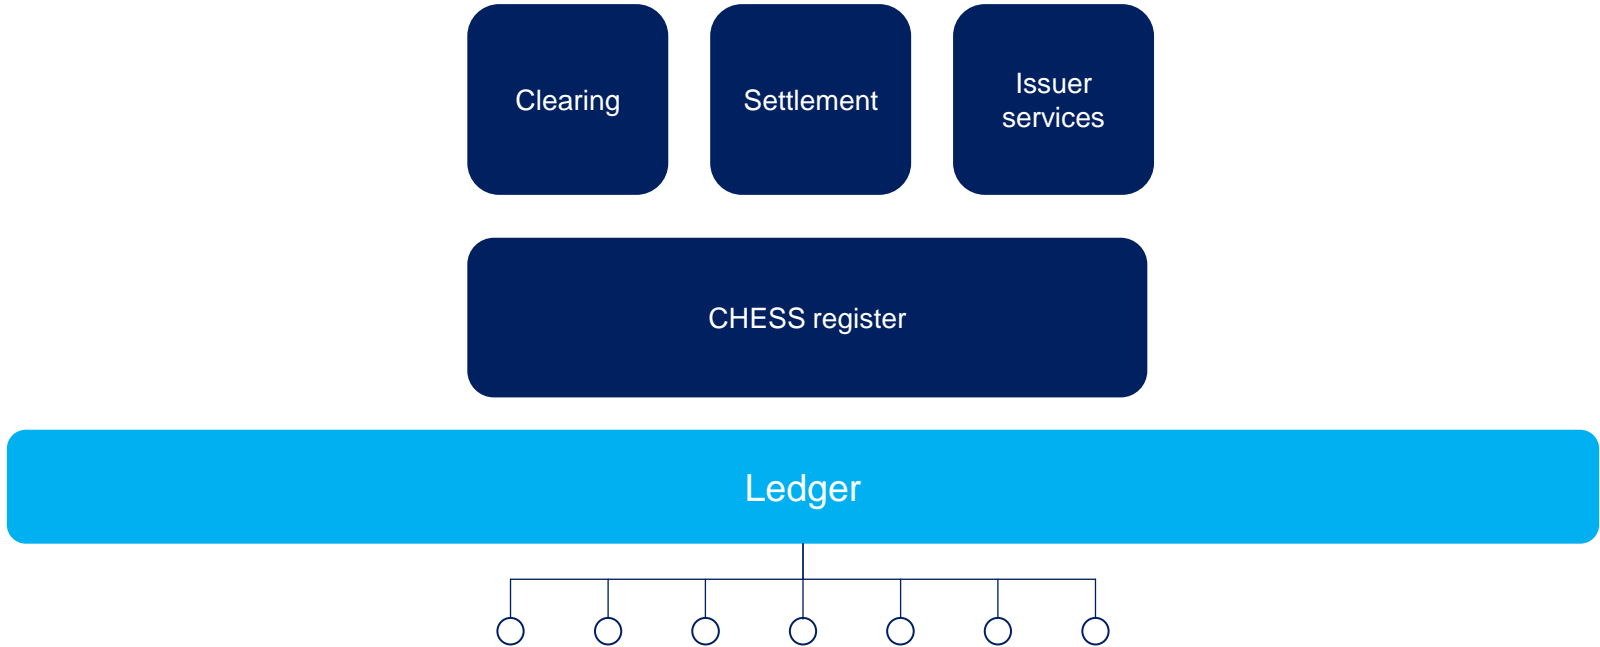 Clearing
Settlement
Issuer
services
CHESS register
Ledger